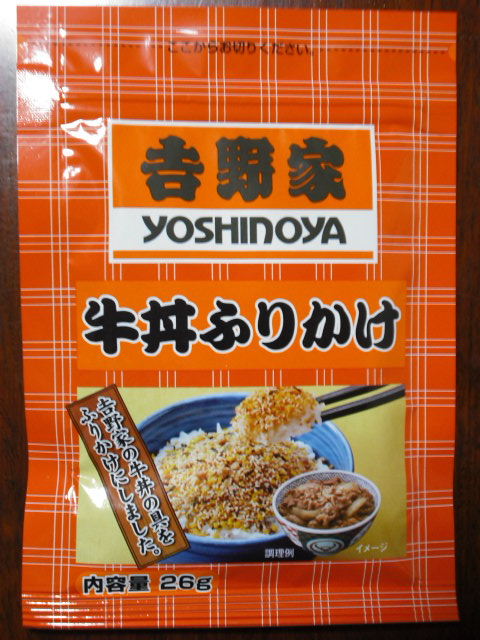 ここからお切りください。
吉野家
YOSHINOYA
牛丼ふりかけ
吉野家の牛丼の具を
ふりかけにしました。
調理例
イメージ
内容量 26g